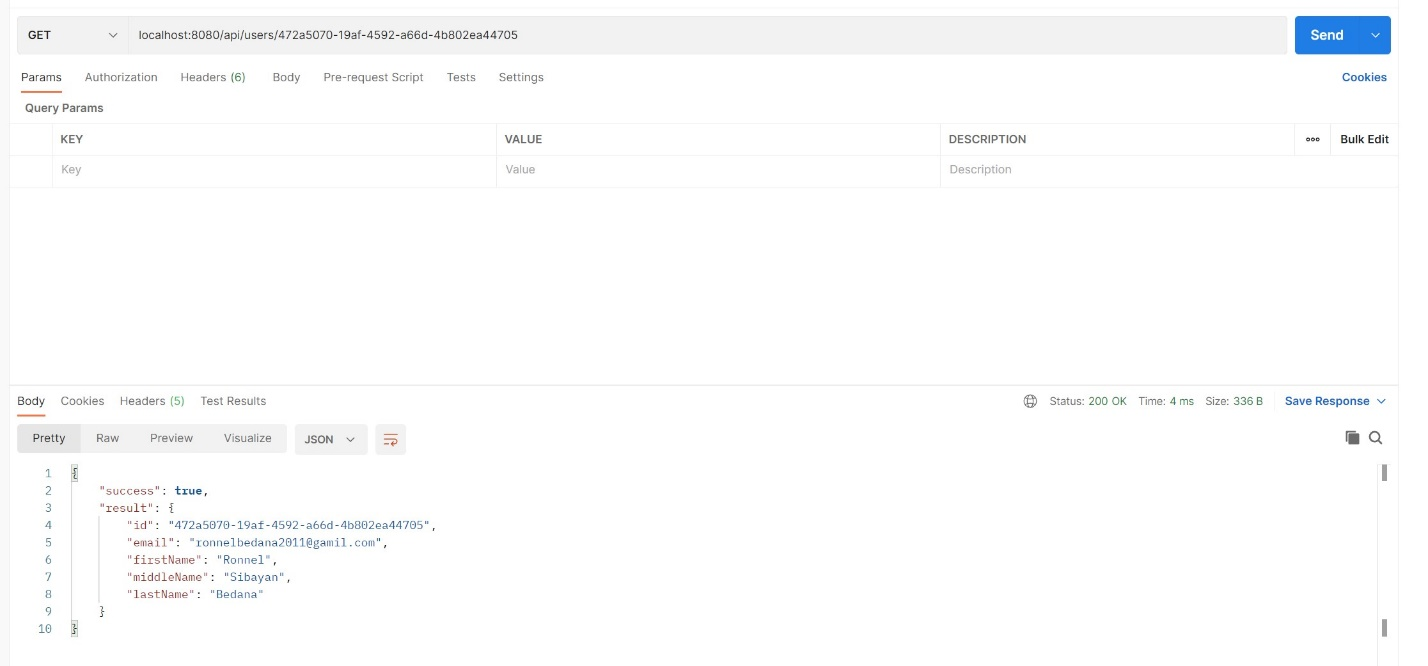 GET localhost:8080/api/users/472a5070-19af-4592-a66d-4b802ea44705 Send
Params Authorization Headers (6) Body Pre-request Script Tests Settings Cookies
Query Params
KEY VALUE DESCRIPTION ooo Bulk Edit
Key Value Description
Body Cookies Headers (5) Test Results Status: 200 OK Time: 4 ms Size: 336 B Save Response
Pretty Raw Preview Visualize JSON
1 {
2 "success": true,
3 "result": {
4 "id": "472a5070-19af-4592-a66d-4b802ea44705",
5 "email": "ronnelbedana2011@gamil.com",
6 "firstName": "Ronnel",
7 "middleName": "Sibayan",
8 "lastName": "Bedana"
9 }
10 }